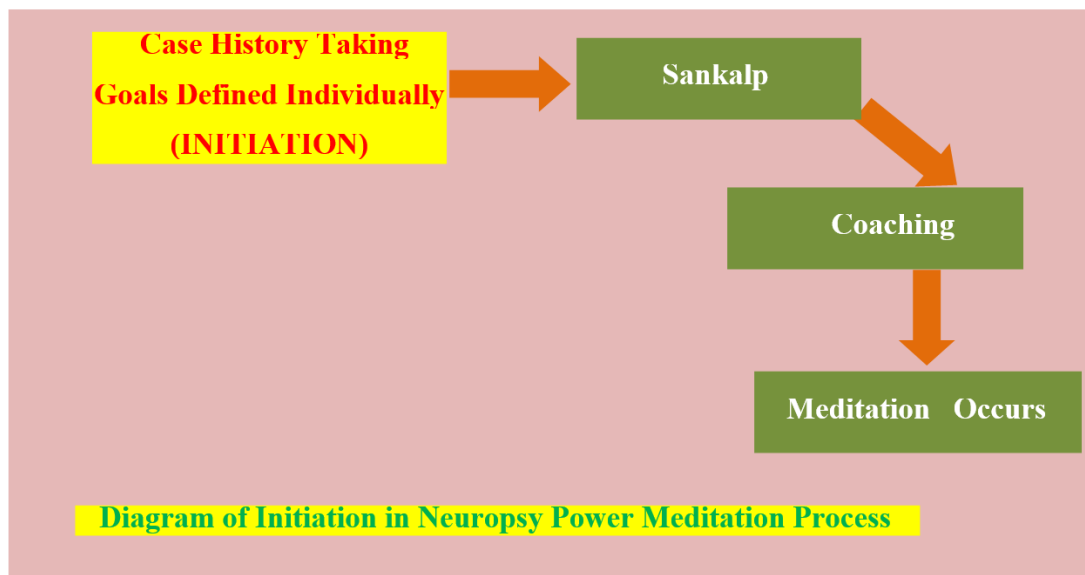 Case History Taking
Goals Defined Individually
(INITIATION)
Sankalp
Coaching
Meditation Occurs
Diagram of Initiation in Neuropsy Power Meditation Process